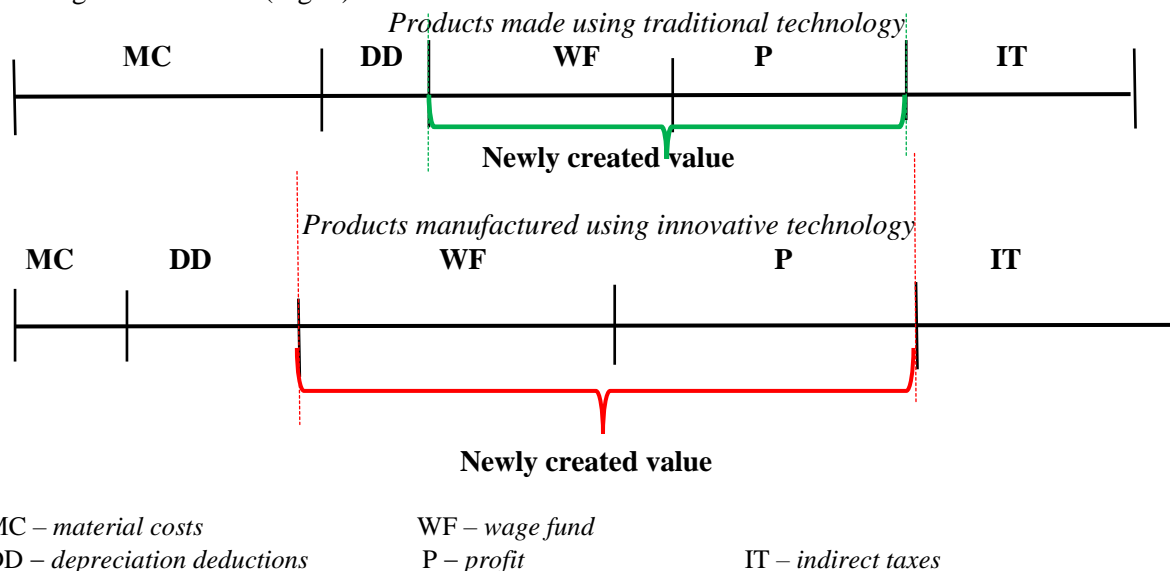 Products made using traditional technology
MC DD WF P IT
Newly created value
Products manufactured using innovative technology
MC DD WF P IT
Newly created value
MC – material costs WF – wage fund
DD – depreciation deductions P – profit IT – indirect taxes